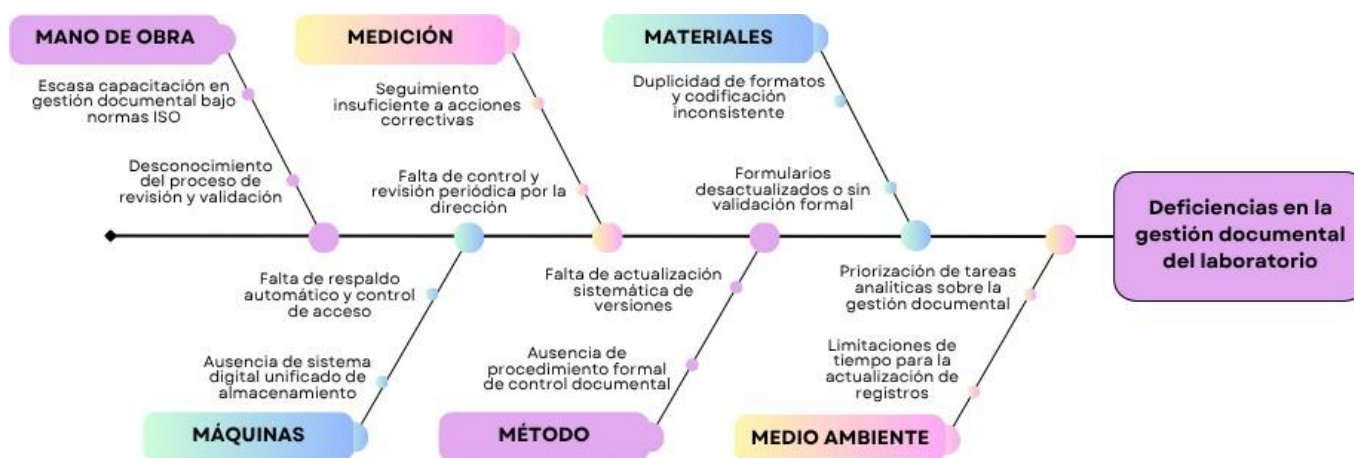 MANO DE OBRA
Escasa capacitación en
gestión documental bajo
normas ISO
Desconocimiento
del proceso de
revisión y validación
MEDICIÓN
Seguimiento
insuficiente a acciones
correctivas
Falta de control y
revisión periódica por la
dirección
MATERIALES
Duplicidad de formatos
y codificación
inconsistente
Formularios
desactualizados o sin
validación formal
Deficiencias en la
gestión documental
del laboratorio
Falta de respaldo
automático y control
de acceso
Ausencia de sistema
digital unificado de
almacenamiento
MÁQUINAS
Falta de actualización
sistemática de
versiones
Ausencia de
procedimiento formal
de control documental
MÉTODO
Priorización de tareas
analíticas sobre la
gestión documental
Limitaciones de
tiempo para la
actualización de
registros
MEDIO AMBIENTE